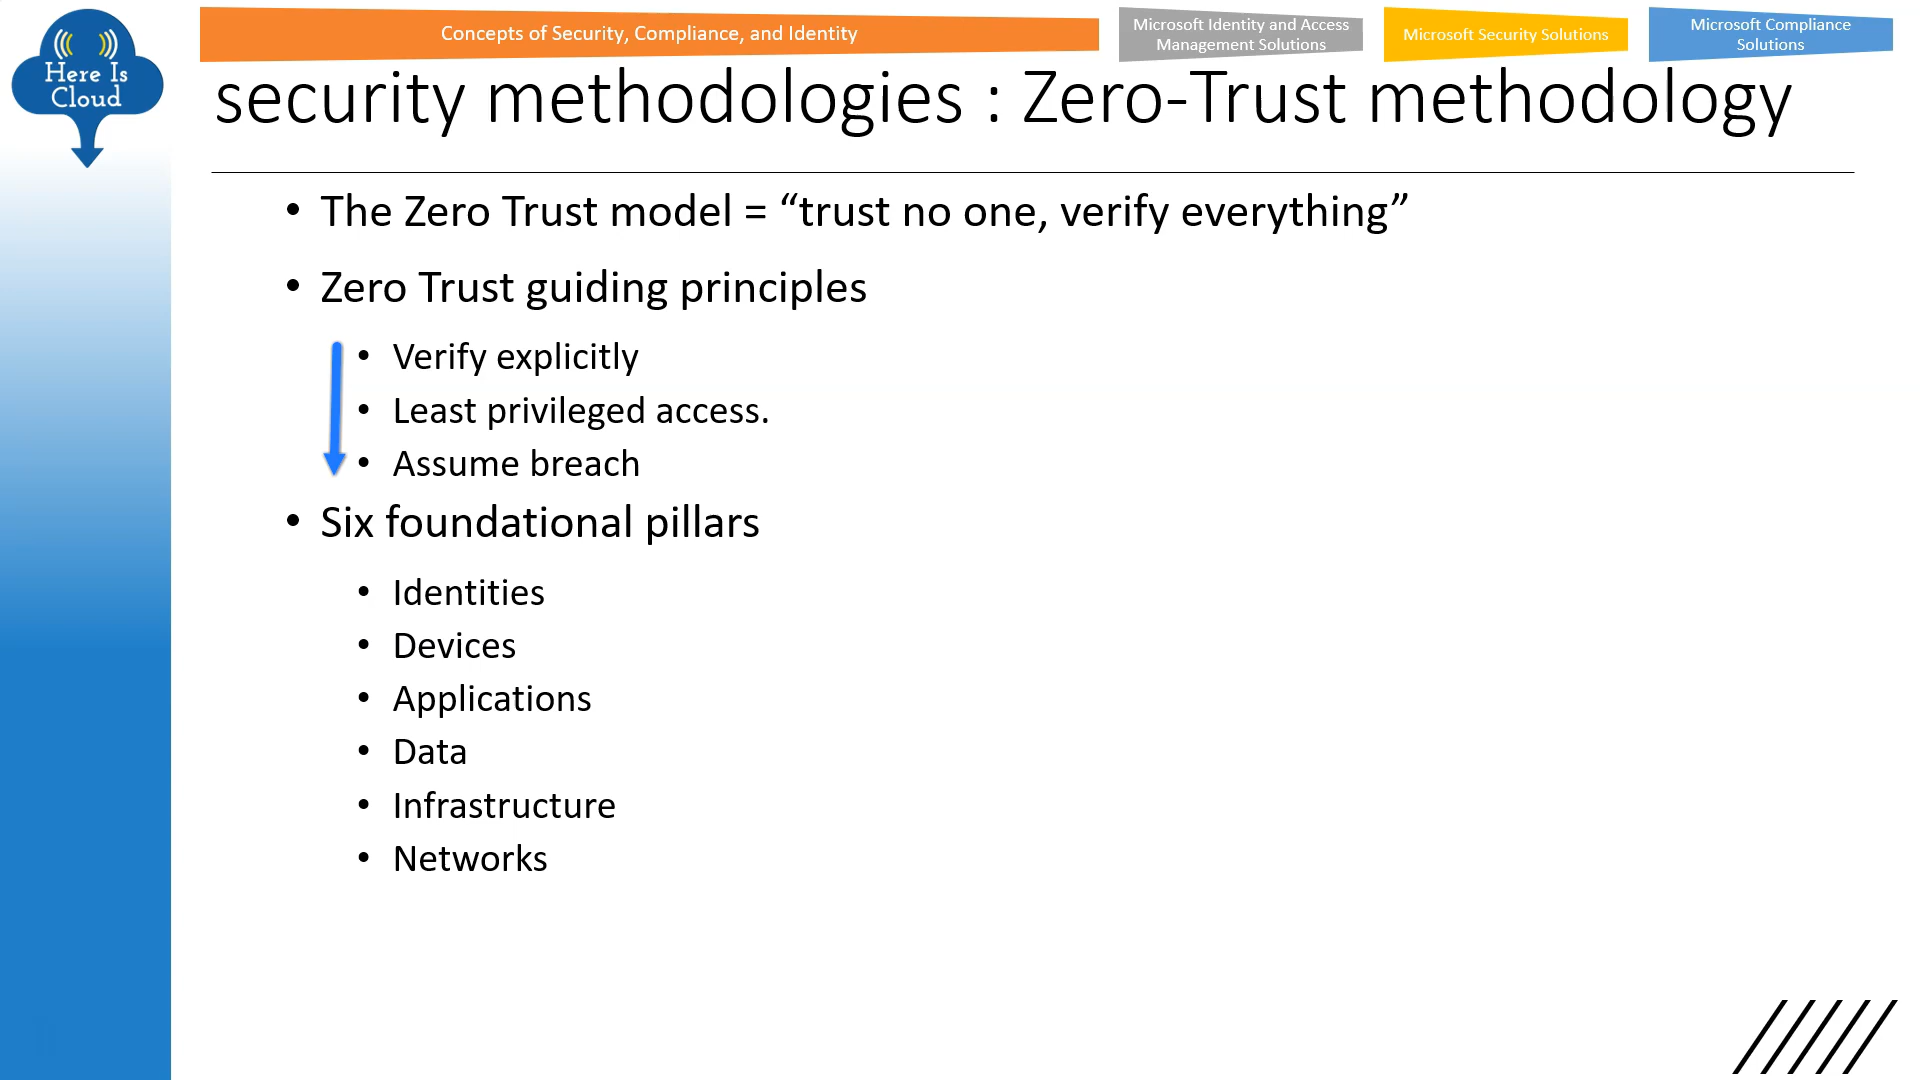 Here Is
Cloud
Concepts of Security, Compliance, and Identity
Microsoft Identity and Access
Management Solutions
Microsoft Security Solutions
Microsoft Compliance
Solutions
security methodologies : Zero-Trust methodology
• The Zero Trust model = “trust no one, verify everything”
• Zero Trust guiding principles
• Verify explicitly
• Least privileged access.
• Assume breach
• Six foundational pillars
• Identities
• Devices
• Applications
• Data
• Infrastructure
• Networks